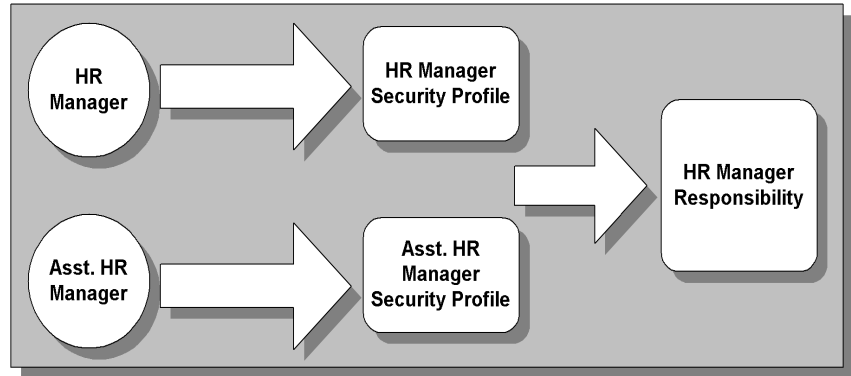 HR
Manager
HR Manager
Security Profile
HR Manager
Responsibility
Asst. HR
Manager
Asst. HR
Manager
Security Profile